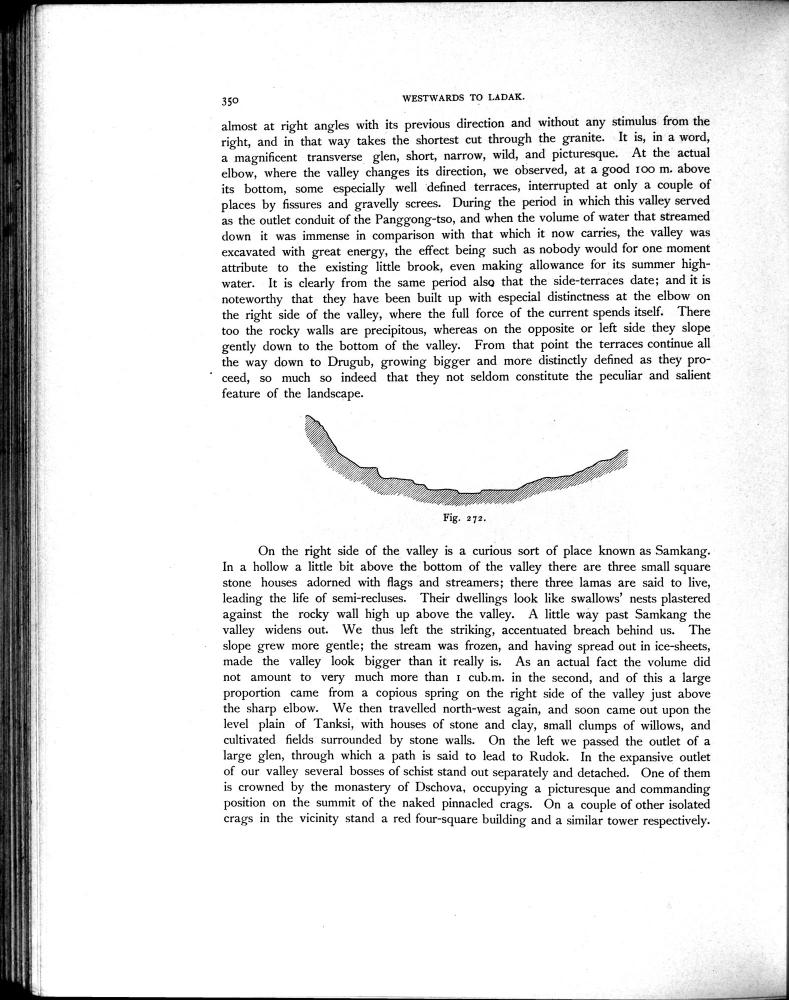 350
WESTWARDS TO LADAK.
almost at right angles with its previous direction and without any stimulus from the
right, and in that way takes the shortest cut through the granite. It is, in a word,
a magnificent transverse glen, short, narrow, wild, and picturesque. At the actual
elbow, where the valley changes its direction, we observed, at a good 100 m. above
its bottom, some especially well defined terraces, interrupted at only a couple of
places by fissures and gravelly screes. During the period in which this valley served
as the outlet conduit of the Panggong-tso, and when the volume of water that streamed
down it was immense in comparison with that which it now carries, the valley was
excavated with great energy, the effect being such as nobody would for one moment
attribute to the existing little brook, even making allowance for its summer high-
water. It is clearly from the same period also that the side-terraces date; and it is
noteworthy that they have been built up with especial distinctness at the elbow on
the right side of the valley, where the full force of the current spends itself. There
too the rocky walls are precipitous, whereas on the opposite or left side they slope
gently down to the bottom of the valley. From that point the terraces continue all
the way down to Drugub, growing bigger and more distinctly defined as they pro-
ceed, so much so indeed that they not seldom constitute the peculiar and salient
feature of the landscape.
Fig. 272.
On the right side of the valley is a curious sort of place known as Samkang.
In a hollow a little bit above the bottom of the valley there are three small square
stone houses adorned with flags and streamers; there three lamas are said to live,
leading the life of semi-recluses. Their dwellings look like swallows' nests plastered
against the rocky wall high up above the valley. A little way past Samkang the
valley widens out. We thus left the striking, accentuated breach behind us. The
slope grew more gentle; the stream was frozen, and having spread out in ice-sheets,
made the valley look bigger than it really is. As an actual fact the volume did
not amount to very much more than 1 cub.m. in the second, and of this a large
proportion came from a copious spring on the right side of the valley just above
the sharp elbow. We then travelled north-west again, and soon came out upon the
level plain of Tanksi, with houses of stone and clay, small clumps of willows, and
cultivated fields surrounded by stone walls. On the left we passed the outlet of a
large glen, through which a path is said to lead to Rudok. In the expansive outlet
of our valley several bosses of schist stand out separately and detached. One of them
is crowned by the monastery of Dschova, occupying a picturesque and commanding
position on the summit of the naked pinnacled crags. On a couple of other isolated
crags in the vicinity stand a red four-square building and a similar tower respectively.